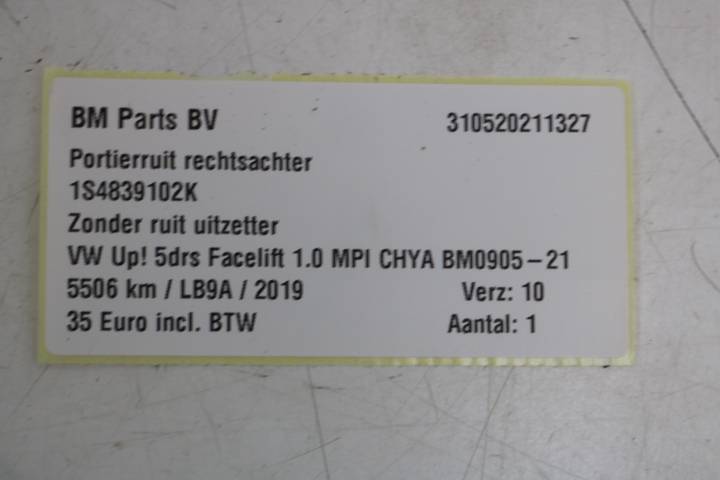 BM Parts BV 310520211327
Portierruit rechtsachter
1S4839102K
Zonder ruit uitzetter
VW Up! 5drs Facelift 1.0 MPI CHYA BM0905-21
5506 km / LB9A / 2019 Verz: 10
35 Euro incl. BTW Aantal: 1